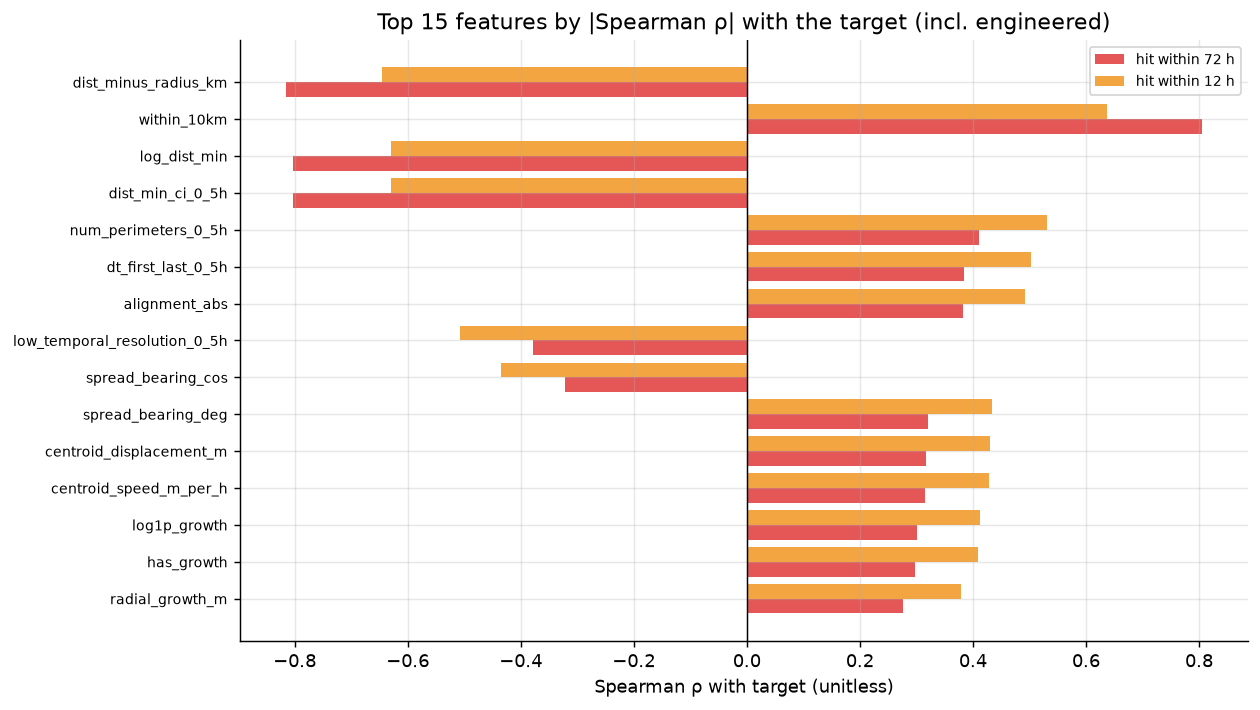 Top 15 features by |Spearman ρ| with the target (incl. engineered)
hit within 72 h
hit within 12 h
dist_minus_radius_km
within_10km
log_dist_min
dist_min_ci_0_5h
num_perimeters_0_5h
dt_first_last_0_5h
alignment_abs
low_temporal_resolution_0_5h
spread_bearing_cos
spread_bearing_deg
centroid_displacement_m
centroid_speed_m_per_h
log1p_growth
has_growth
radial_growth_m
−0.8 −0.6 −0.4 −0.2 0.0 0.2 0.4 0.6 0.8
Spearman ρ with target (unitless)